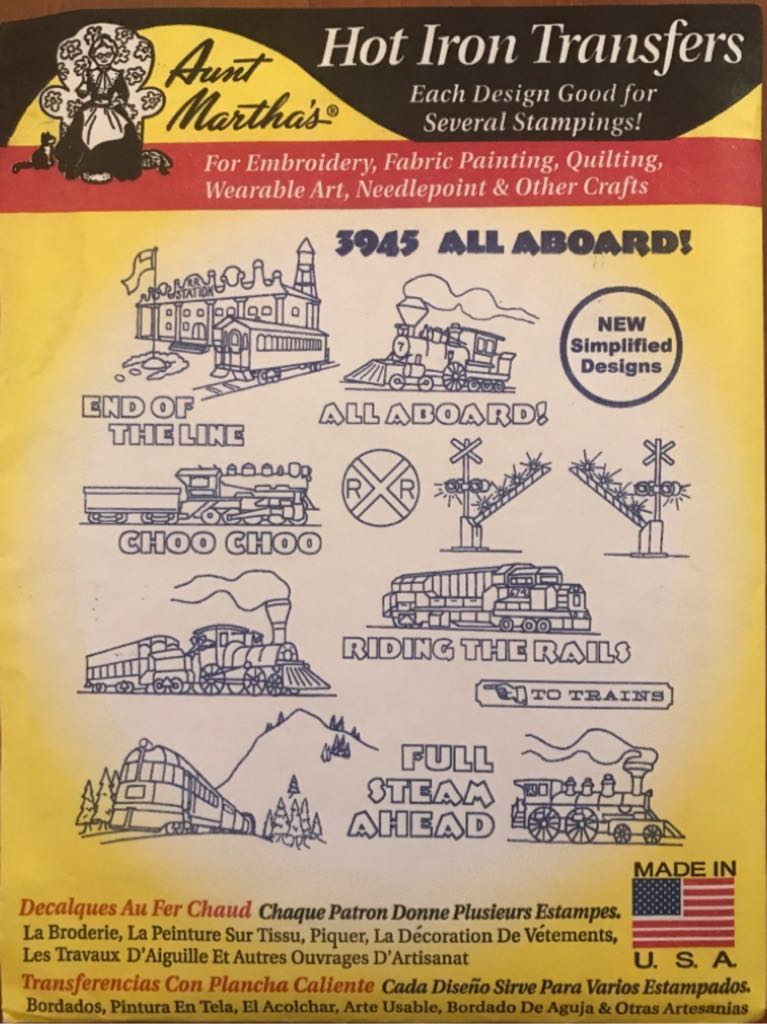 Aunt
Martha's®
Hot Iron Transfers
Each Design Good for
Several Stampings!
For Embroidery, Fabric Painting, Quilting,
Wearable Art, Needlepoint & Other Crafts
3945 ALL ABOARD!
RR
STATION
7
NEW
Simplified
Designs
END OF
THE LINE
ALL ABOARD!
R R
CHOO CHOO
RIDING THE RAILS
TO TRAINS
FULL
STEAM
AHEAD
MADE IN
U. S. A.
Decalques Au Fer Chaud Chaque Patron Donne Plusieurs Estampes.
La Broderie, La Peinture Sur Tissu, Piquer, La Décoration De Vétements,
Les Travaux D'Aiguille Et Autres Ouvrages D'Artisanat
Transferencias Con Plancha Caliente Cada Diseño Sirve Para Varios Estampados.
Bordados, Pintura En Tela, El Acolchar, Arte Usable, Bordado De Aguja & Otras Artesanias